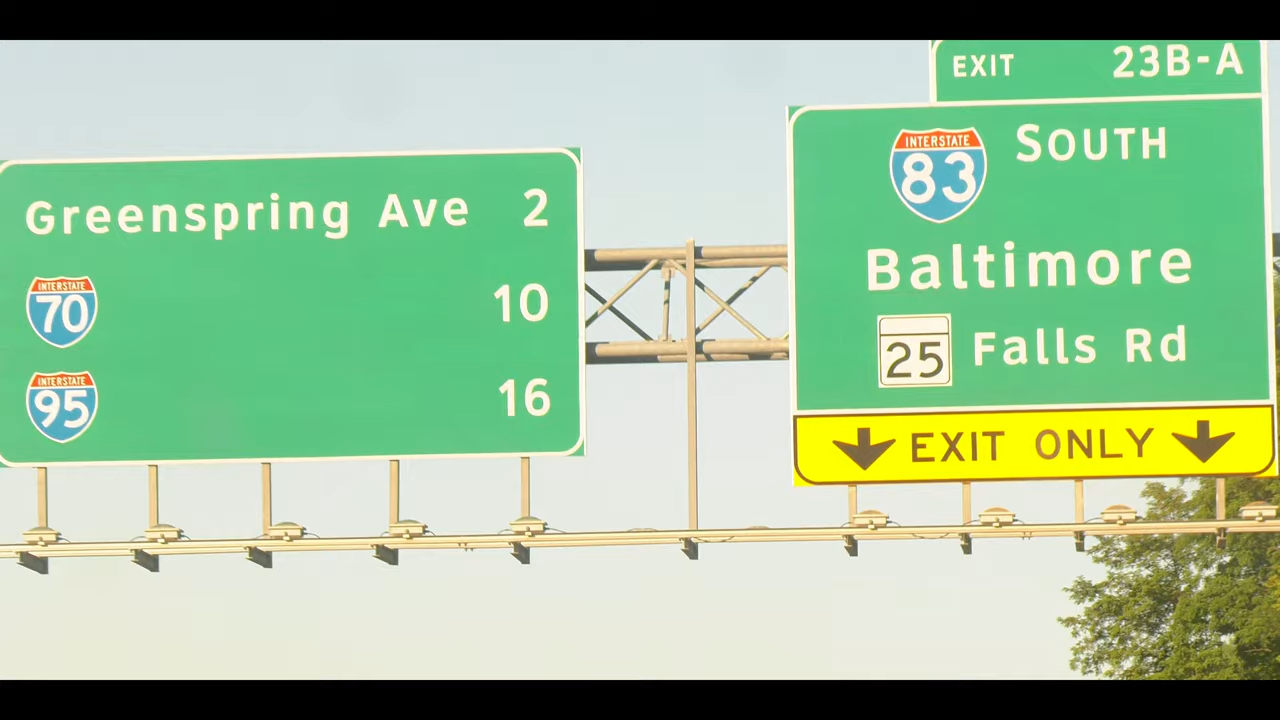 Greenspring Ave 2
INTERSTATE
70 10
INTERSTATE
95 16
EXIT 23B-A
INTERSTATE
83 SOUTH
Baltimore
25 Falls Rd
EXIT ONLY